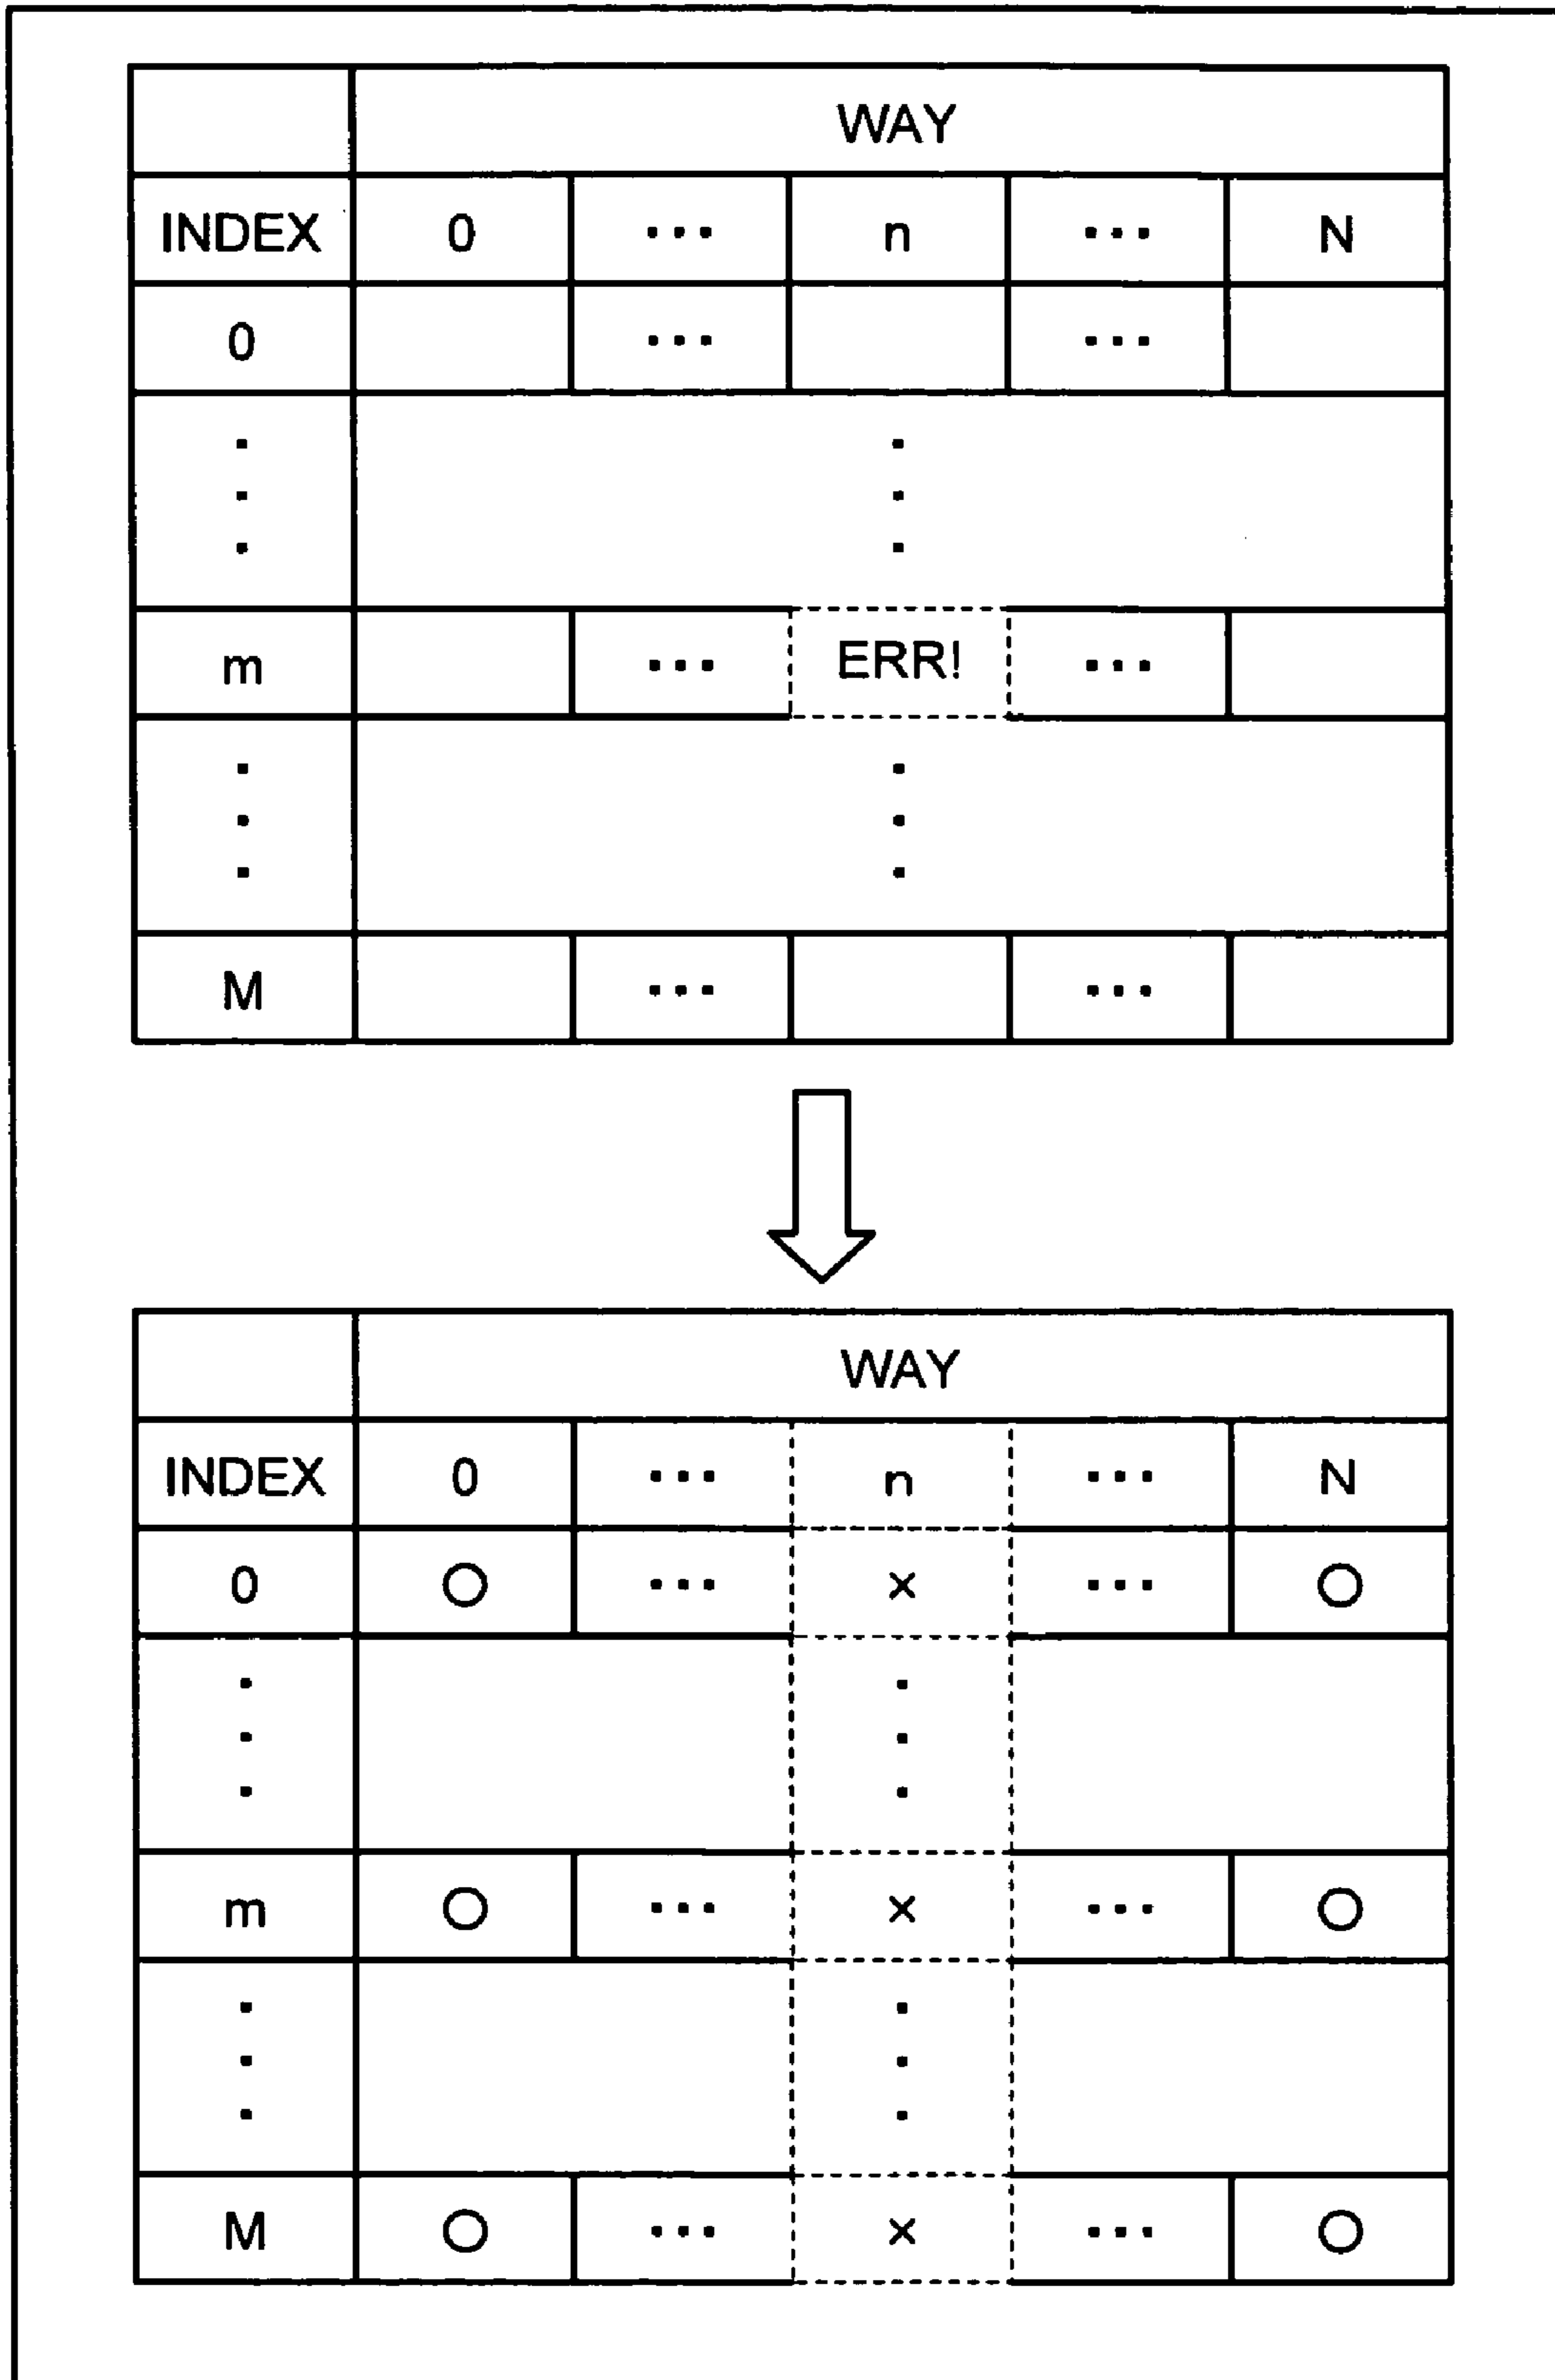 WAY
INDEX 0 ... n ... N
0 ... ...
. .
. .
. .
m ... ERR! ...
. .
. .
. .
M ... ...
WAY
INDEX 0 ... n ... N
0 ○ ... × ... ○
. .
. .
. .
m ○ ... × ... ○
. .
. .
. .
M ○ ... × ... ○